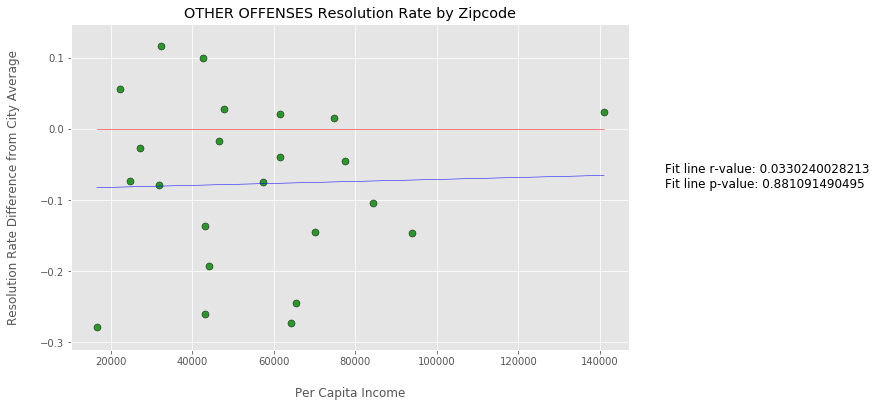 OTHER OFFENSES Resolution Rate by Zipcode
Resolution Rate Difference from City Average
0.1
0.0
−0.1
−0.2
−0.3
20000 40000 60000 80000 100000 120000 140000
Per Capita Income
Fit line r-value: 0.0330240028213
Fit line p-value: 0.881091490495